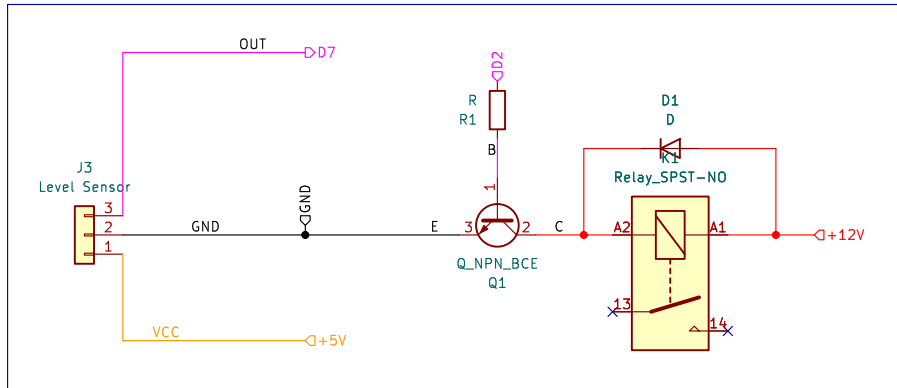 OUT
D7
D2
R
R1
B
D1
D
K1
Relay_SPST-NO
J3
Level Sensor
3
2
1
GND
GND
E
3
1
2
C
Q_NPN_BCE
Q1
A2
A1
+12V
13
14
VCC
+5V